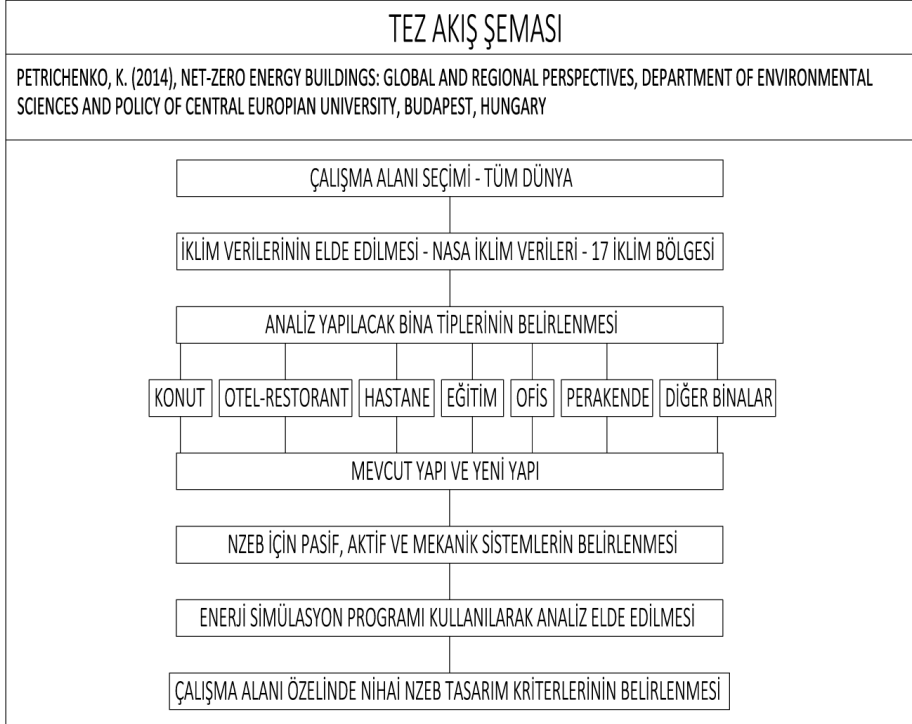 TEZ AKIŞ ŞEMASI
PETRICHENKO, K. (2014), NET-ZERO ENERGY BUILDINGS: GLOBAL AND REGIONAL PERSPECTIVES, DEPARTMENT OF ENVIRONMENTAL
SCIENCES AND POLICY OF CENTRAL EUROPIAN UNIVERSITY, BUDAPEST, HUNGARY
ÇALIŞMA ALANI SEÇİMİ - TÜM DÜNYA
İKLİM VERİLERİNİN ELDE EDİLMESİ - NASA İKLİM VERİLERİ - 17 İKLİM BÖLGESİ
ANALİZ YAPILACAK BİNA TİPLERİNİN BELİRLENMESİ
KONUT OTEL-RESTORANT HASTANE EĞİTİM OFİS PERAKENDE DİĞER BİNALAR
MEVCUT YAPI VE YENİ YAPI
NZEB İÇİN PASİF, AKTİF VE MEKANİK SİSTEMLERİN BELİRLENMESİ
ENERJİ SİMÜLASYON PROGRAMI KULLANILARAK ANALİZ ELDE EDİLMESİ
ÇALIŞMA ALANI ÖZELİNDE NİHAİ NZEB TASARIM KRİTERLERİNİN BELİRLENMESİ